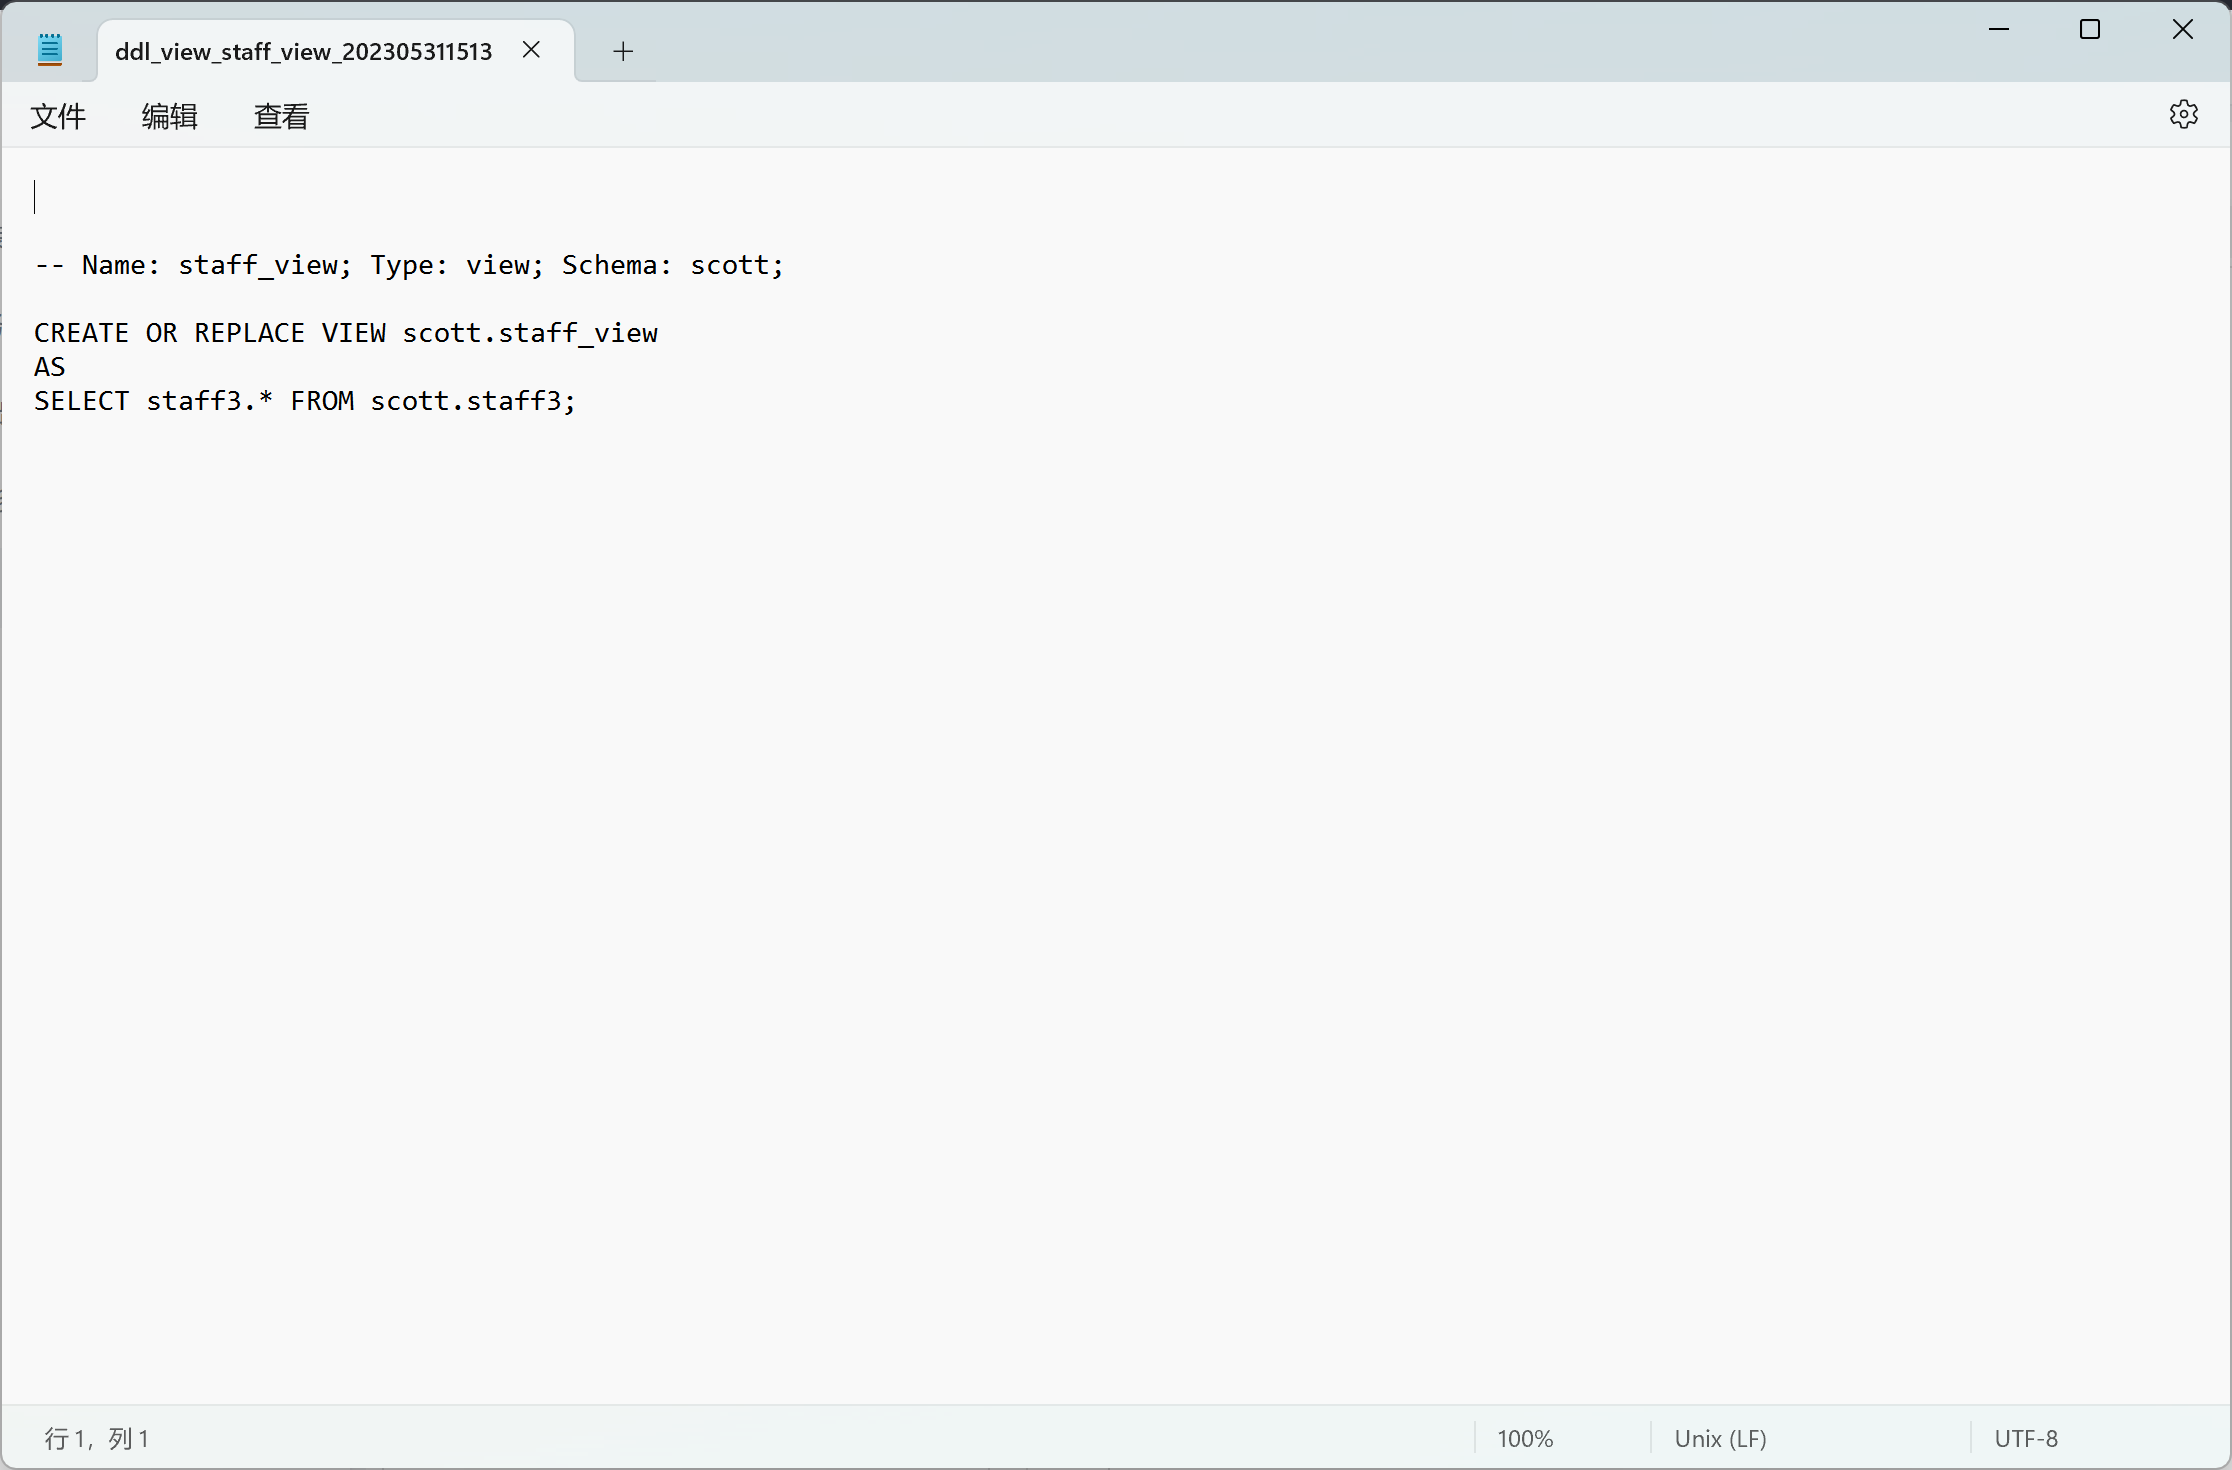 ddl_view_staff_view_202305311513
文件 编辑 查看
-- Name: staff_view; Type: view; Schema: scott;
CREATE OR REPLACE VIEW scott.staff_view
AS
SELECT staff3.* FROM scott.staff3;
行 1, 列 1 100% Unix (LF) UTF-8